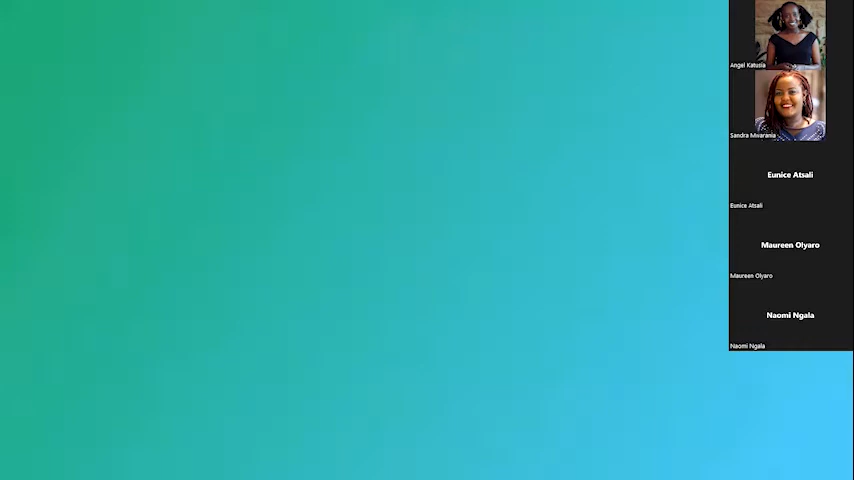 Angel Katusia
Sandra Mwarania
Eunice Atsali
Eunice Atsali
Maureen Olyaro
Maureen Olyaro
Naomi Ngala
Naomi Ngala